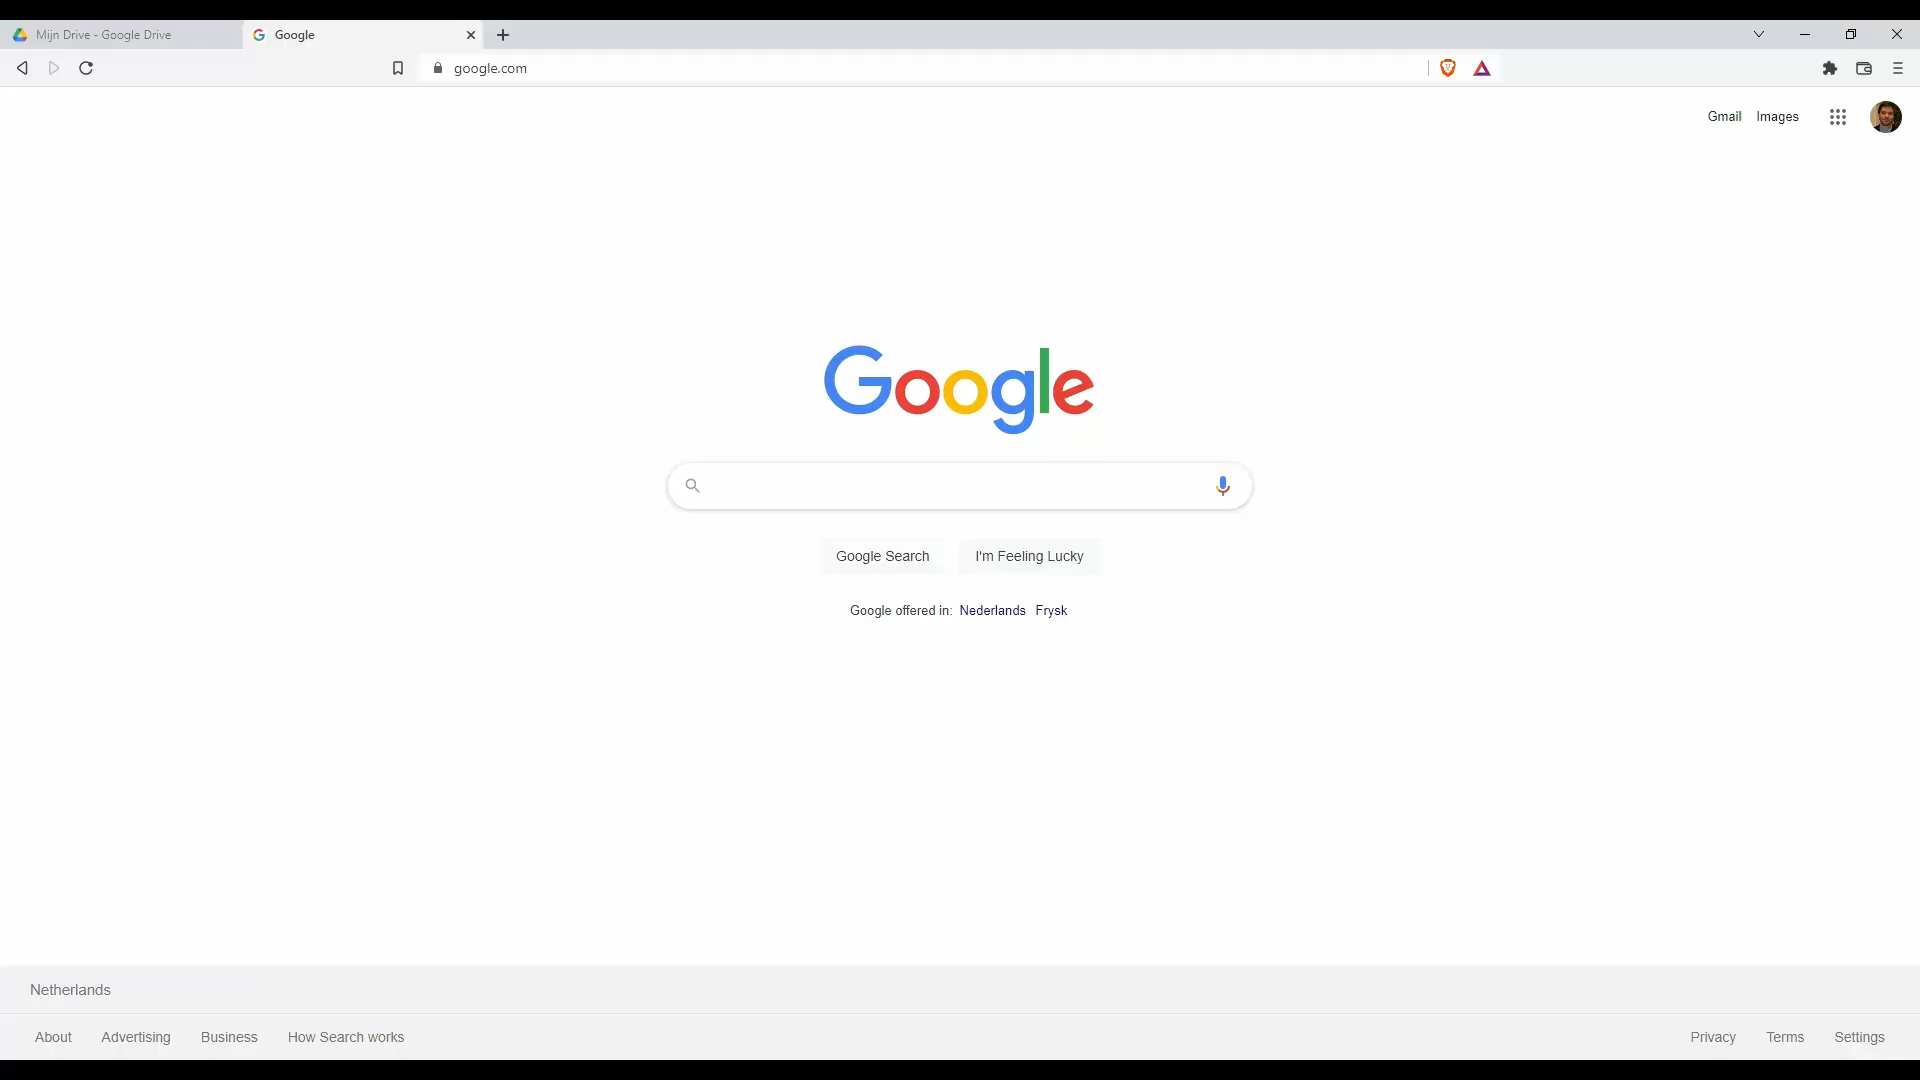 Mijn Drive - Google Drive
Google
google.com
Gmail Images
Google
Google Search I'm Feeling Lucky
Google offered in: Nederlands Frysk
Netherlands
About Advertising Business How Search works
Privacy Terms Settings